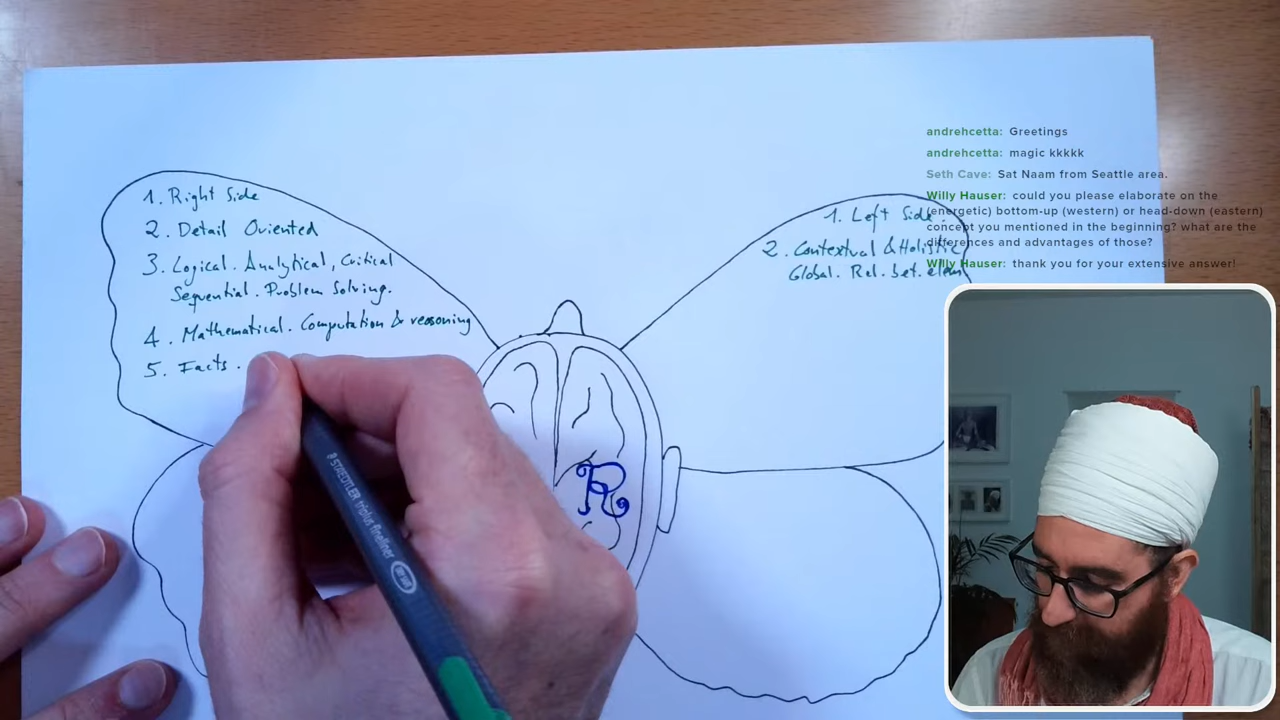 1. Right Side
2. Detail Oriented
3. Logical. Analytical, Critical
Sequential. Problem Solving.
4. Mathematical. Computation & reasoning
5. Facts.
1. Left Side
2. Contextual & Holistic
Global. Rel. bet. elem
R
STAEDTLER triplus fineliner
andrehcetta: Greetings
andrehcetta: magic kkkkk
Seth Cave: Sat Naam from Seattle area.
Willy Hauser: could you please elaborate on the
(energetic) bottom-up (western) or head-down (eastern)
concept you mentioned in the beginning? what are the
differences and advantages of those?
Willy Hauser: thank you for your extensive answer!